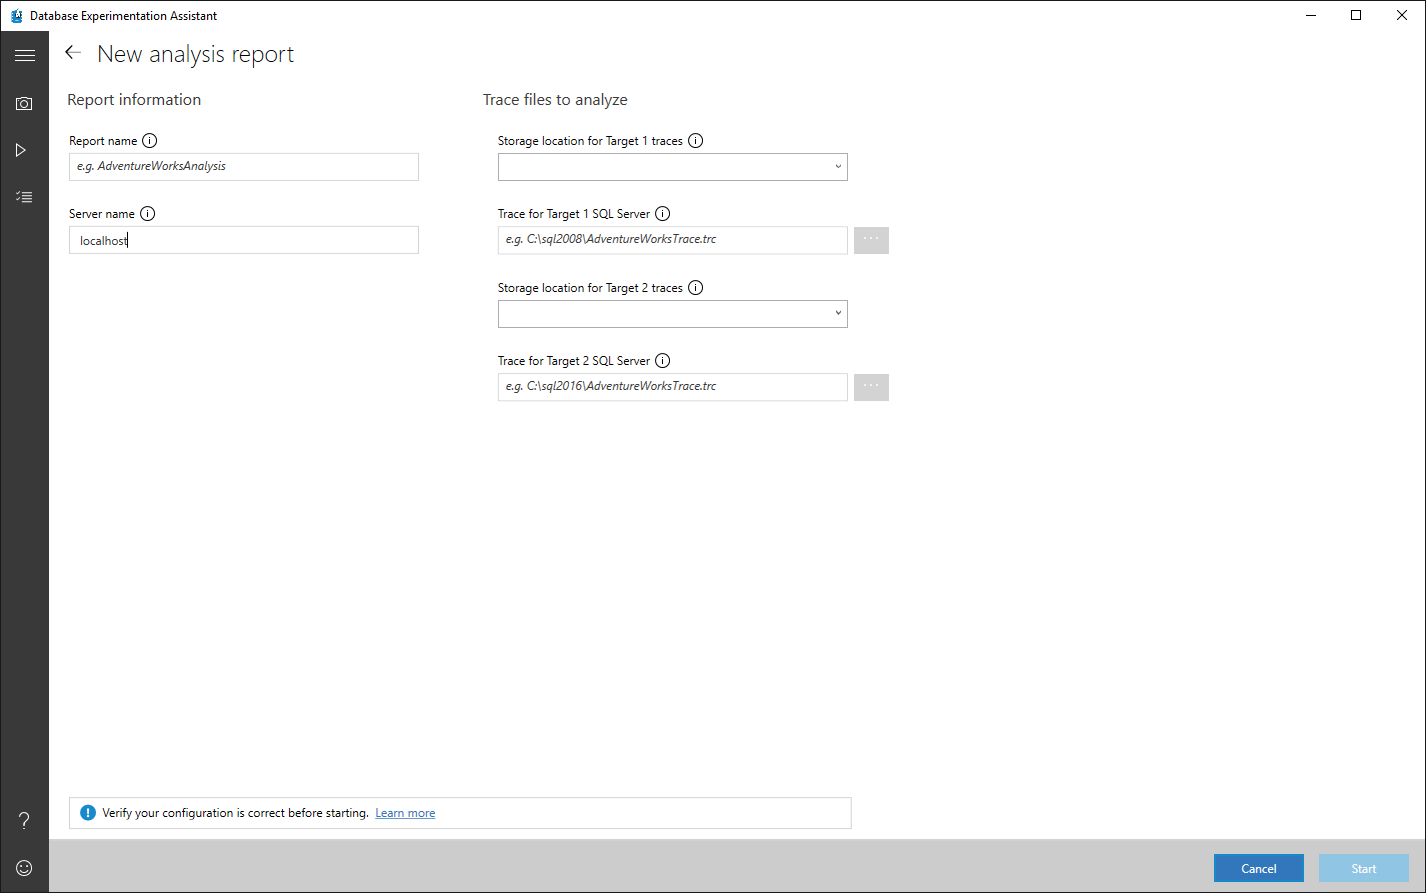 Database Experimentation Assistant
New analysis report
Report information
Report name
e.g. AdventureWorksAnalysis
Server name
localhost
Trace files to analyze
Storage location for Target 1 traces
Trace for Target 1 SQL Server
e.g. C:\sql2008\AdventureWorksTrace.trc
...
Storage location for Target 2 traces
Trace for Target 2 SQL Server
e.g. C:\sql2016\AdventureWorksTrace.trc
...
Verify your configuration is correct before starting. Learn more
Cancel
Start